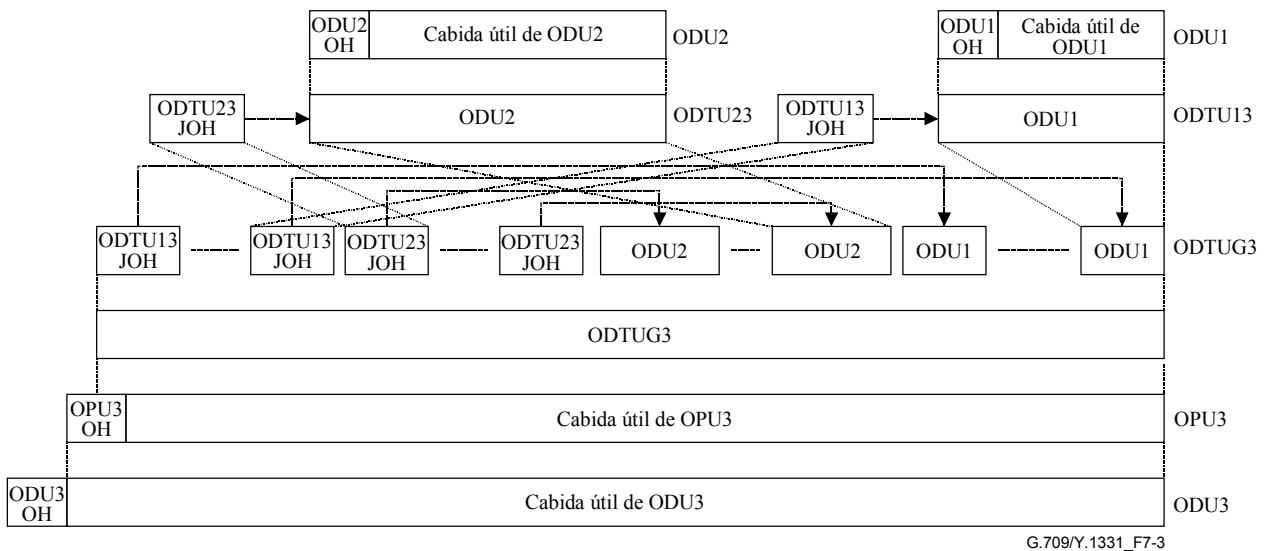 ODU2
OH
Cabida útil de ODU2
ODU2
ODU1
OH
Cabida útil de
ODU1
ODU1
ODTU23
JOH
ODU2
ODTU23
ODTU13
JOH
ODU1
ODTU13
ODTU13
JOH
ODTU13
JOH
ODTU23
JOH
ODTU23
JOH
ODU2
ODU2
ODU1
ODU1
ODTUG3
ODTUG3
OPU3
OH
Cabida útil de OPU3
OPU3
ODU3
OH
Cabida útil de ODU3
ODU3
G.709/Y.1331_F7-3